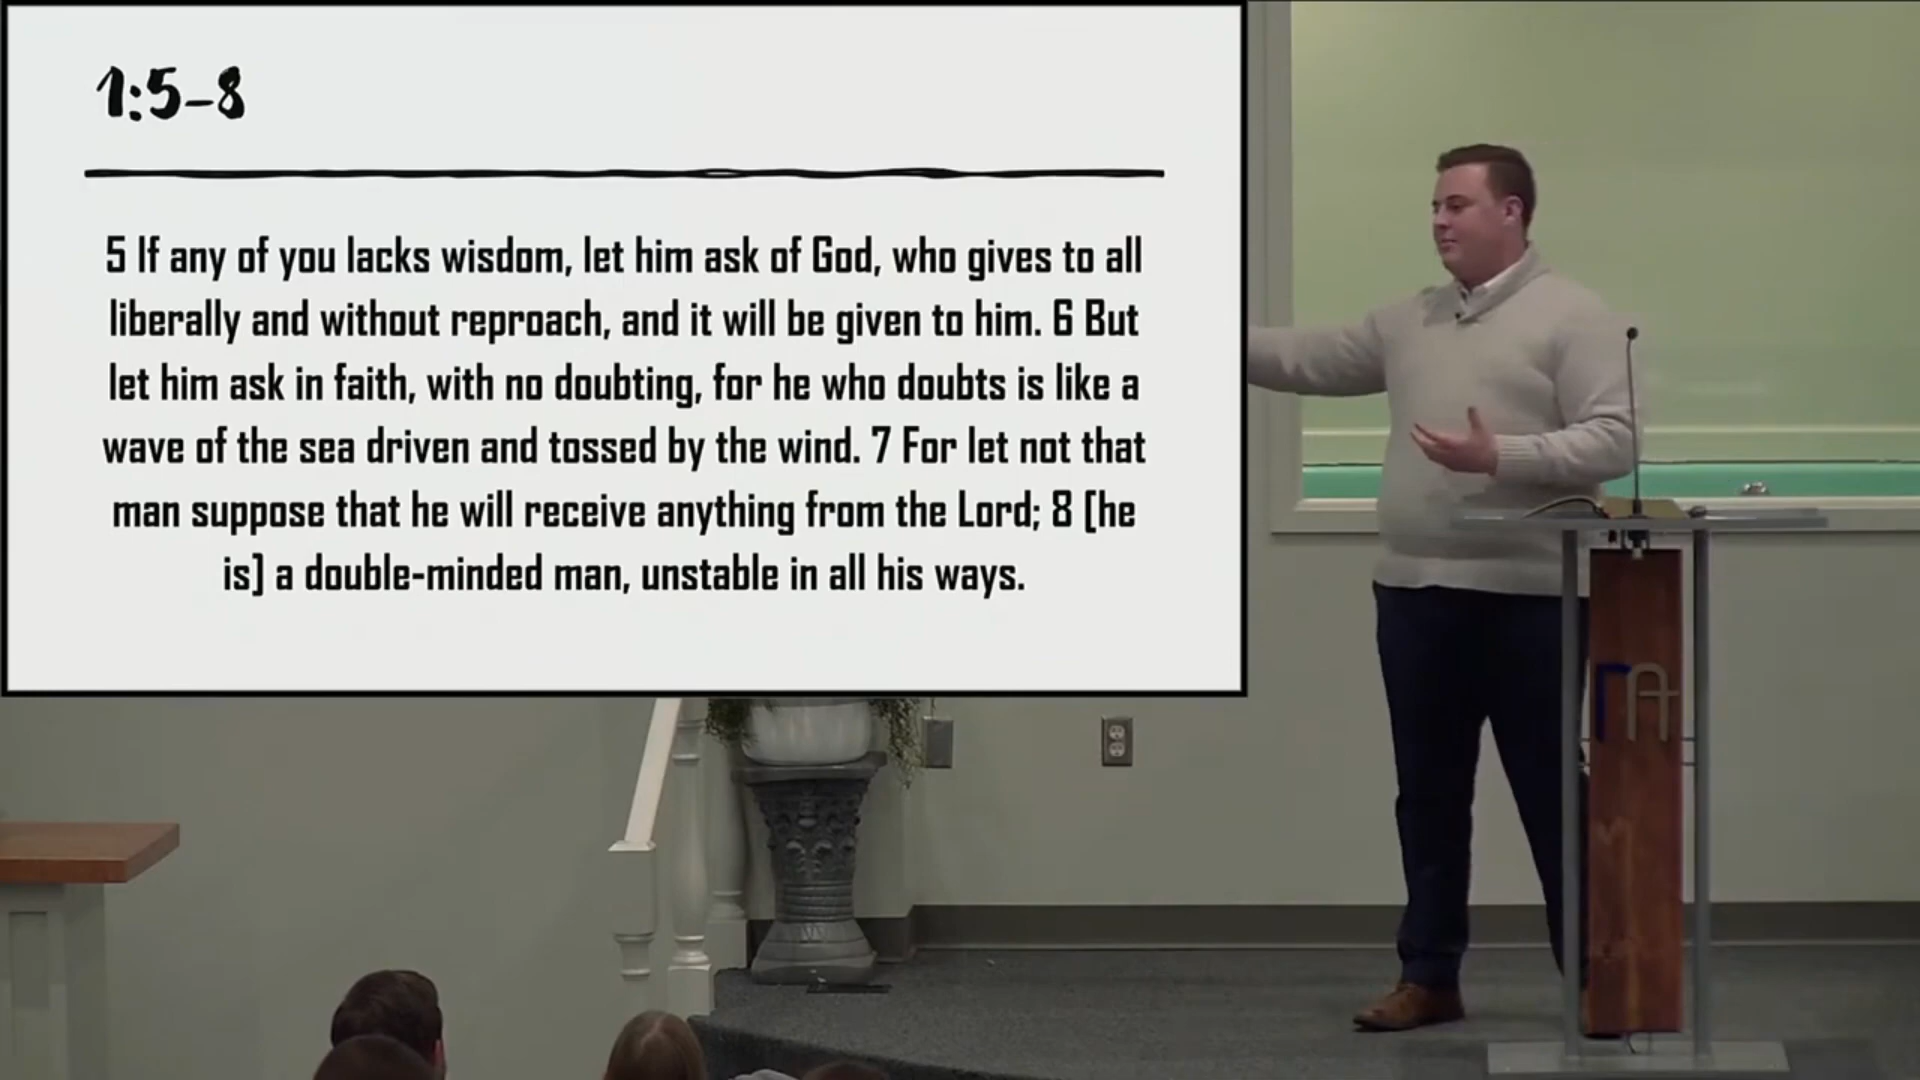 1:5-8
5 If any of you lacks wisdom, let him ask of God, who gives to all
liberally and without reproach, and it will be given to him. 6 But
let him ask in faith, with no doubting, for he who doubts is like a
wave of the sea driven and tossed by the wind. 7 For let not that
man suppose that he will receive anything from the Lord; 8 [he
is] a double-minded man, unstable in all his ways.